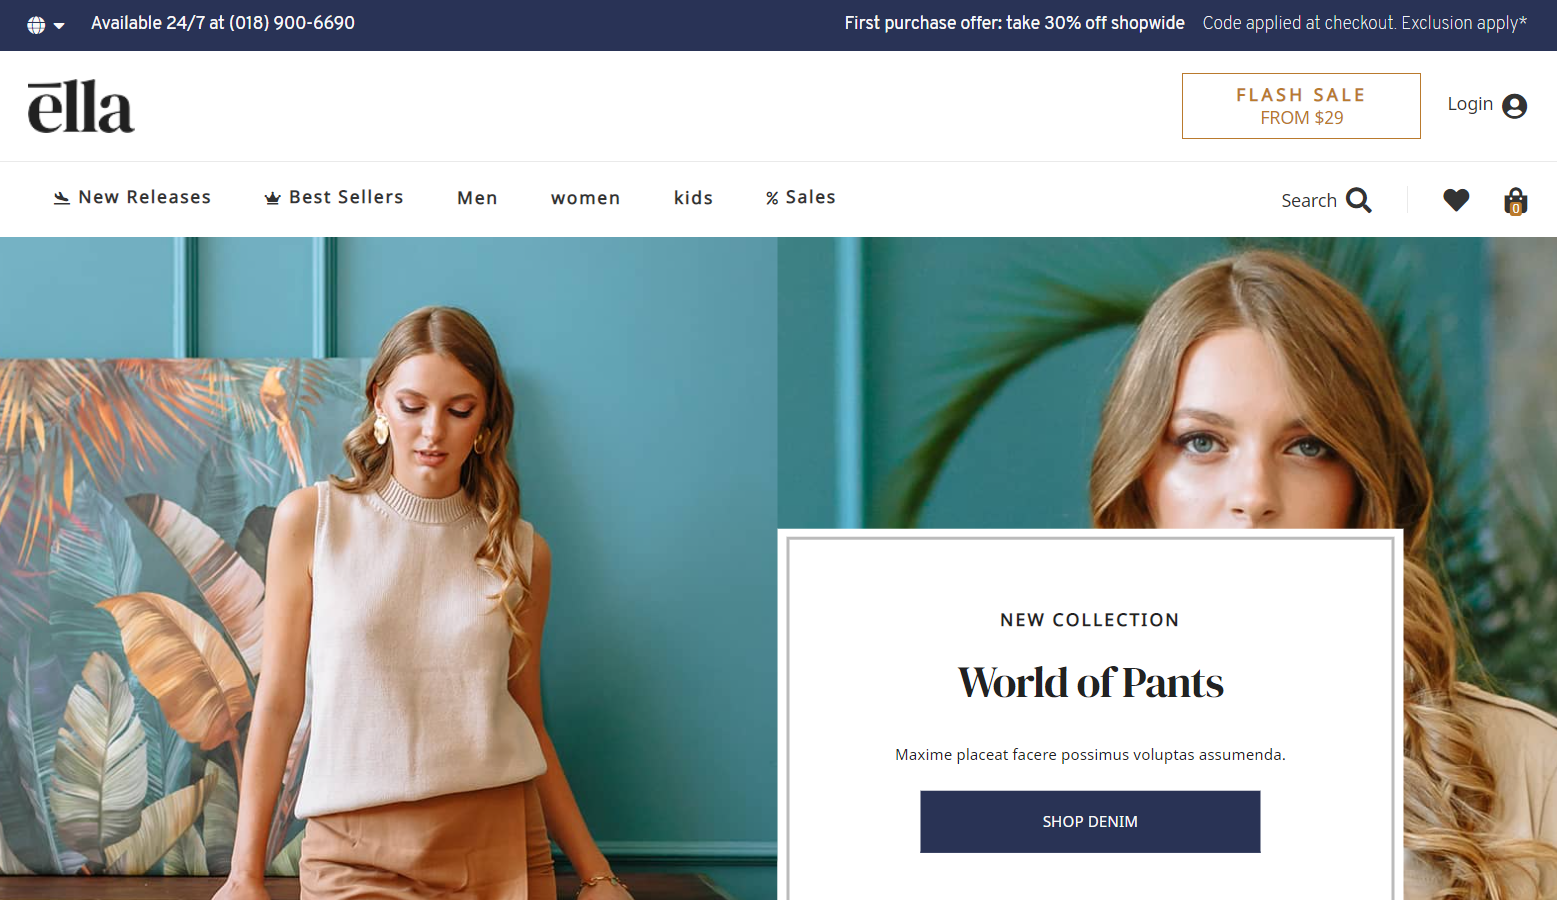 Available 24/7 at (018) 900-6690
First purchase offer: take 30% off shopwide Code applied at checkout. Exclusion apply*
ēlla
FLASH SALE
FROM $29
Login
New Releases
Best Sellers
Men
women
kids
% Sales
Search
0
NEW COLLECTION
World of Pants
Maxime placeat facere possimus voluptas assumenda.
SHOP DENIM